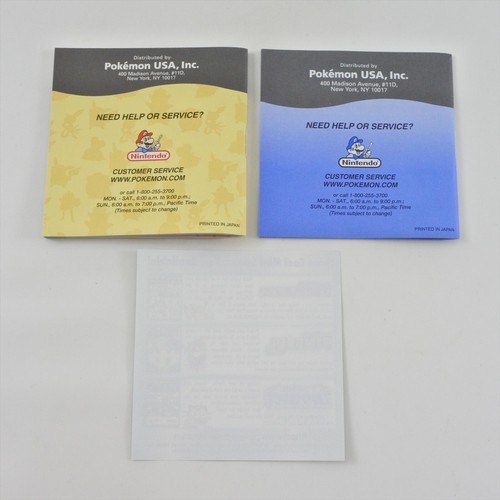 Distributed by
Pokémon USA, Inc.
400 Madison Avenue, #11D,
New York, NY 10017
NEED HELP OR SERVICE?
Nintendo
CUSTOMER SERVICE
WWW.POKEMON.COM
or call 1-800-255-3700
MON. - SAT., 6:00 a.m. to 9:00 p.m.;
SUN., 6:00 a.m. to 7:00 p.m., Pacific Time
(Times subject to change)
PRINTED IN JAPAN
Distributed by
Pokémon USA, Inc.
400 Madison Avenue, #11D,
New York, NY 10017
NEED HELP OR SERVICE?
Nintendo
CUSTOMER SERVICE
WWW.POKEMON.COM
or call 1-800-255-3700
MON. - SAT., 6:00 a.m. to 9:00 p.m.;
SUN., 6:00 a.m. to 7:00 p.m., Pacific Time
(Times subject to change)
PRINTED IN JAPAN